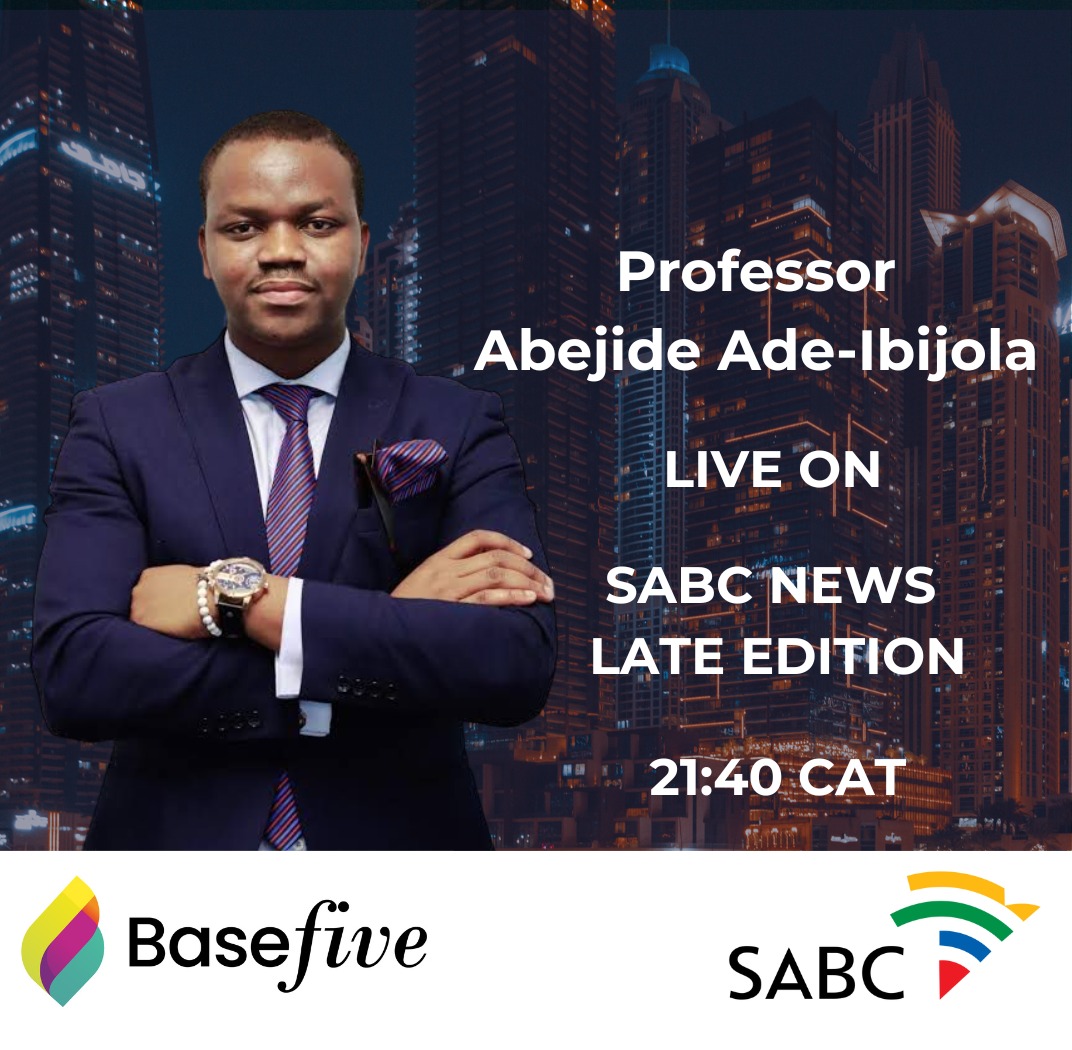 Professor
Abejide Ade-Ibijola
LIVE ON
SABC NEWS
LATE EDITION
21:40 CAT
Basefive
SABC